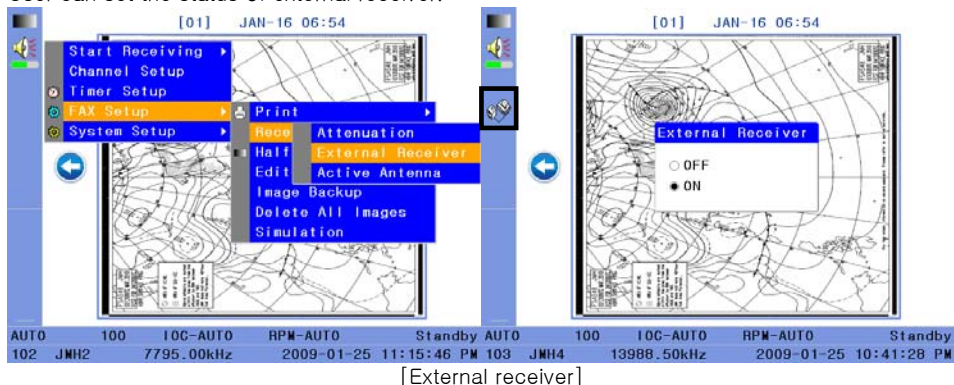 User can set the status of external receiver.
[01] JAN-16 06:54
Start Receiving
Channel Setup
Timer Setup
FAX Setup
System Setup
Print
Rece
Half
Edit
Image Backup
Delete All Images
Simulation
Attenuation
External Receiver
Active Antenna
AUTO 100 IOC-AUTO RPM-AUTO Standby
102 JMH2 7795.00kHz 2009-01-25 11:15:46 PM
[01] JAN-16 06:54
External Receiver
OFF
ON
AUTO 100 IOC-AUTO RPM-AUTO Standby
103 JMH4 13988.50kHz 2009-01-25 10:41:28 PM
[External receiver]